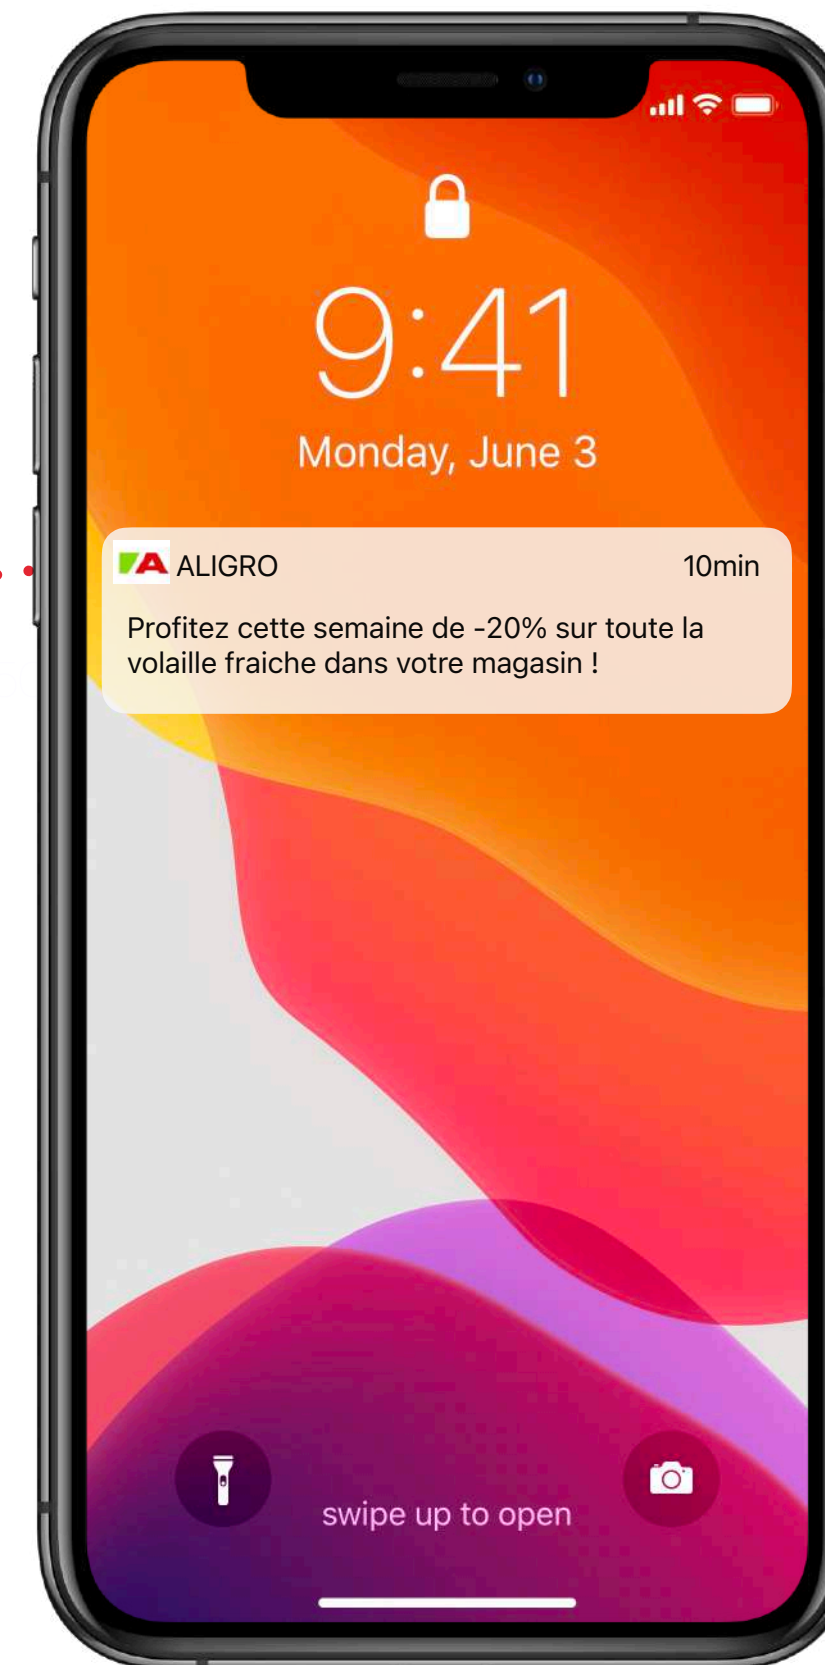 9:41
Monday, June 3
A ALIGRO 10min
Profitez cette semaine de -20% sur toute la
volaille fraiche dans votre magasin !
swipe up to open